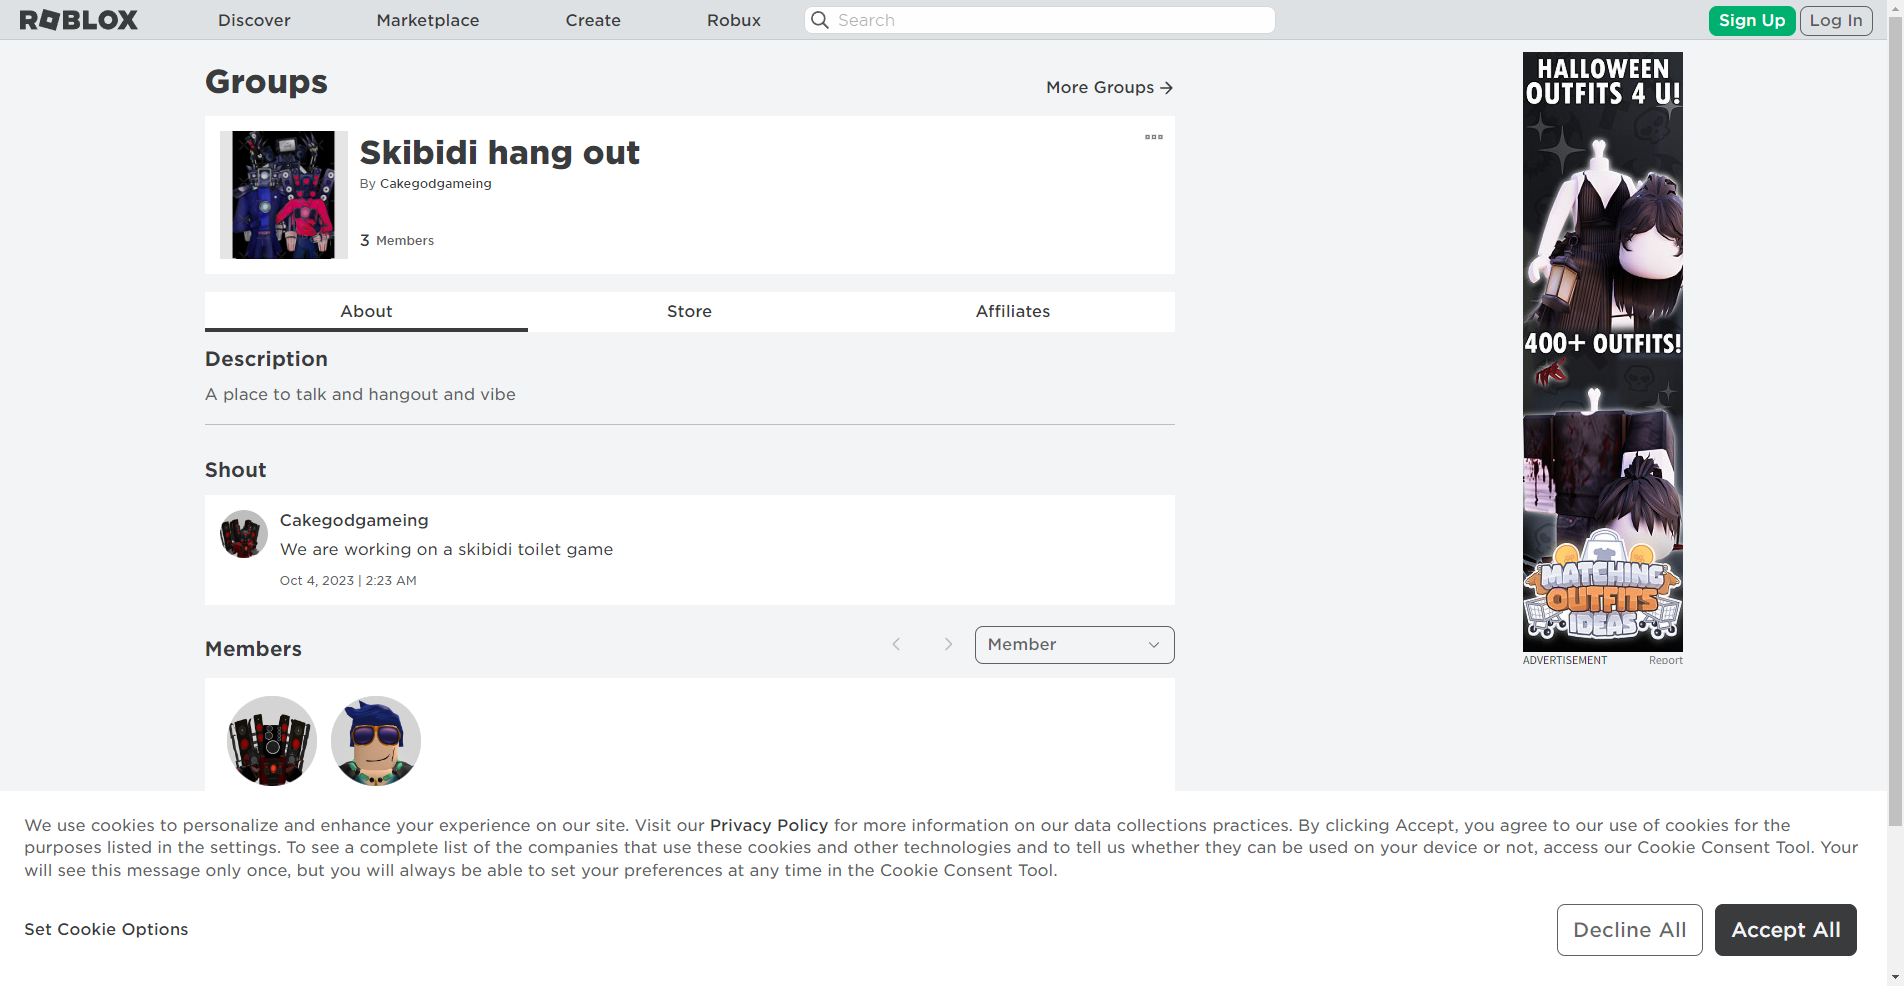 ROBLOX
Discover
Marketplace
Create
Robux
Search
Sign Up
Log In
Groups
More Groups
Skibidi hang out
By Cakegodgameing
3 Members
About
Store
Affiliates
Description
A place to talk and hangout and vibe
Shout
Cakegodgameing
We are working on a skibidi toilet game
Oct 4, 2023 | 2:23 AM
Members
Member
HALLOWEEN
OUTFITS 4 U!
400+ OUTFITS!
MATCHING
OUTFITS
IDEAS
ADVERTISEMENT
Report
We use cookies to personalize and enhance your experience on our site. Visit our Privacy Policy for more information on our data collections practices. By clicking Accept, you agree to our use of cookies for the
purposes listed in the settings. To see a complete list of the companies that use these cookies and other technologies and to tell us whether they can be used on your device or not, access our Cookie Consent Tool. Your
will see this message only once, but you will always be able to set your preferences at any time in the Cookie Consent Tool.
Set Cookie Options
Decline All
Accept All